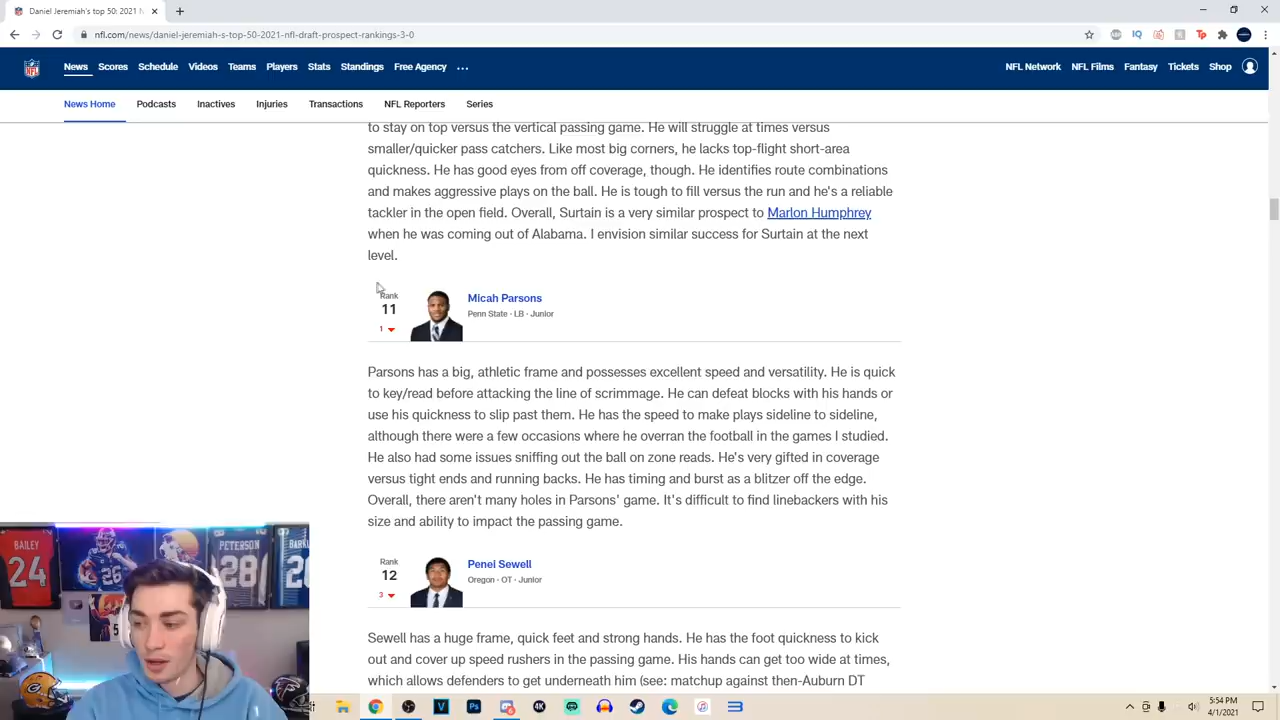 Daniel Jeremiah's top 50: 2021 N
nfl.com/news/daniel-jeremiah-s-top-50-2021-nfl-draft-prospect-rankings-3-0
News Scores Schedule Videos Teams Players Stats Standings Free Agency ... NFL Network NFL Films Fantasy Tickets Shop
News Home Podcasts Inactives Injuries Transactions NFL Reporters Series
to stay on top versus the vertical passing game. He will struggle at times versus
smaller/quicker pass catchers. Like most big corners, he lacks top-flight short-area
quickness. He has good eyes from off coverage, though. He identifies route combinations
and makes aggressive plays on the ball. He is tough to fill versus the run and he's a reliable
tackler in the open field. Overall, Surtain is a very similar prospect to Marlon Humphrey
when he was coming out of Alabama. I envision similar success for Surtain at the next
level.
Rank
11
1
Micah Parsons
Penn State · LB · Junior
Parsons has a big, athletic frame and possesses excellent speed and versatility. He is quick
to key/read before attacking the line of scrimmage. He can defeat blocks with his hands or
use his quickness to slip past them. He has the speed to make plays sideline to sideline,
although there were a few occasions where he overran the football in the games I studied.
He also had some issues sniffing out the ball on zone reads. He's very gifted in coverage
versus tight ends and running backs. He has timing and burst as a blitzer off the edge.
Overall, there aren't many holes in Parsons' game. It's difficult to find linebackers with his
size and ability to impact the passing game.
Rank
12
3
Penei Sewell
Oregon · OT · Junior
Sewell has a huge frame, quick feet and strong hands. He has the foot quickness to kick
out and cover up speed rushers in the passing game. His hands can get too wide at times,
which allows defenders to get underneath him (see: matchup against then-Auburn DT
BAILEY
24
26
5
PETERSON
28
BARK
5:54 PM
4/1/2021